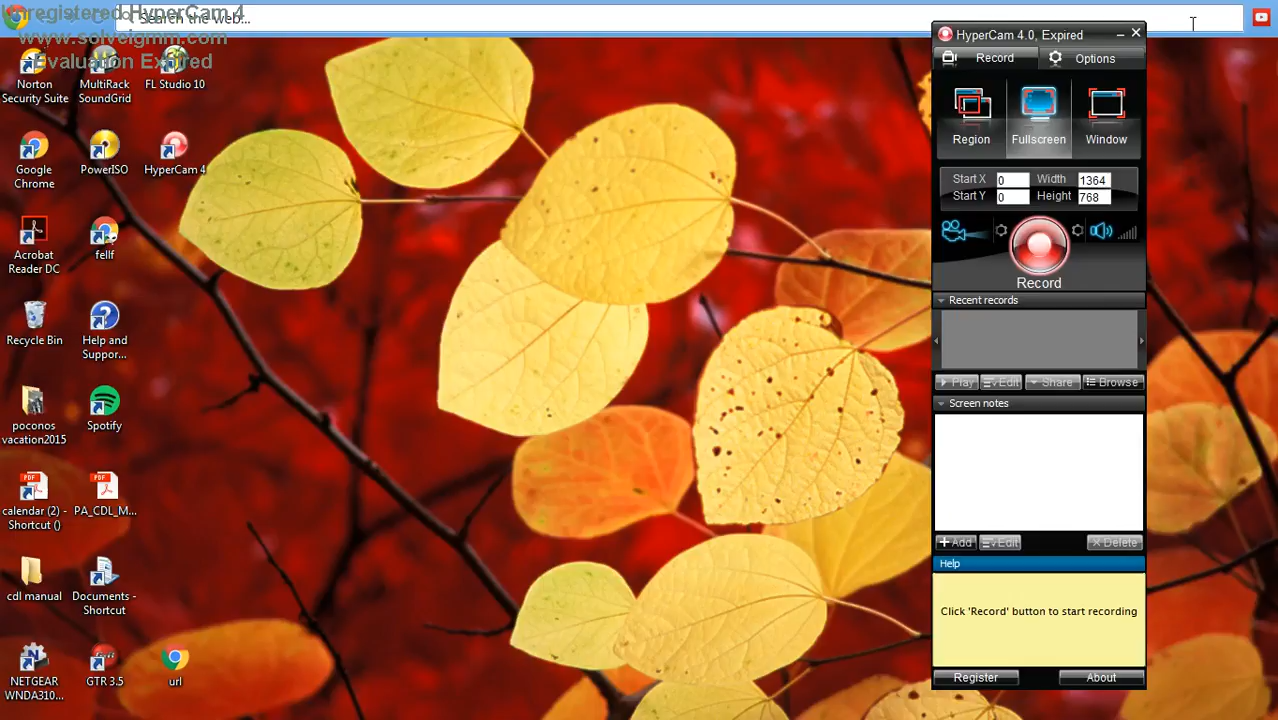 Unregistered HyperCam 4
Search the web...
www.solveigmm.com
Evaluation Expired
Norton
Security Suite
MultiRack
SoundGrid
FL Studio 10
Google
Chrome
PowerISO
HyperCam 4
Acrobat
Reader DC
fellf
Recycle Bin
Help and
Suppor...
poconos
vacation2015
Spotify
calendar (2) -
Shortcut ()
PA_CDL_M...
cdl manual
Documents -
Shortcut
NETGEAR
WNDA310...
GTR 3.5
url
HyperCam 4.0, Expired
Record
Options
Region
Fullscreen
Window
Start X 0 Width 1364
Start Y 0 Height 768
Record
Recent records
Play Edit Share Browse
Screen notes
Add Edit Delete
Help
Click 'Record' button to start recording
Register
About